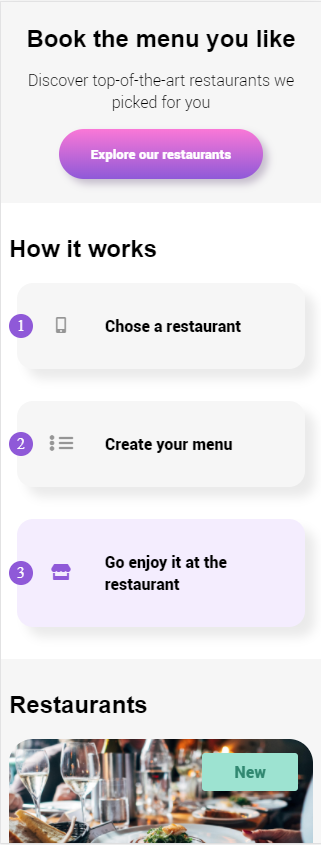 Book the menu you like
Discover top-of-the-art restaurants we
picked for you
Explore our restaurants
How it works
1
Chose a restaurant
2
Create your menu
3
Go enjoy it at the
restaurant
Restaurants
New